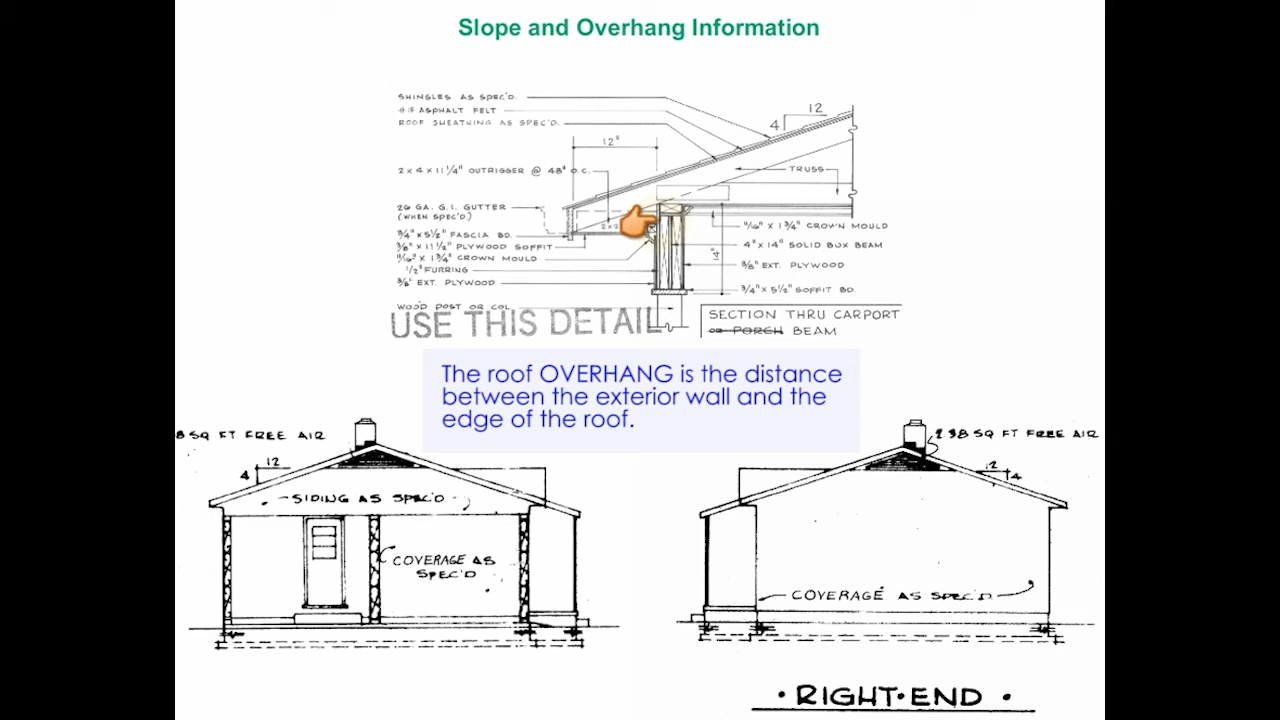 Slope and Overhang Information
SHINGLES AS SPEC'D.
#15 ASPHALT FELT
ROOF SHEATHING AS SPEC'D.
12
4
12"
2 x 4 x 11 1/4" OUTRIGGER @ 48" O.C.
TRUSS
26 GA. G.I. GUTTER
(WHEN SPEC'D.)
2x2
3/4" x 5 1/2" FASCIA BD.
3/8" x 11 1/2" PLYWOOD SOFFIT
11/16" x 1 3/4" CROWN MOULD
1/2" FURRING
3/8" EXT. PLYWOOD
11/16" x 1 3/4" CROWN MOULD
4" x 14" SOLID BOX BEAM
14"
3/8" EXT. PLYWOOD
3/4" x 5 1/2" SOFFIT BD.
WOOD POST OR COL.
USE THIS DETAIL
SECTION THRU CARPORT
OR PORCH BEAM
The roof OVERHANG is the distance
between the exterior wall and the
edge of the roof.
8 SQ FT FREE AIR
12
4
SIDING AS SPEC'D
COVERAGE AS
SPEC'D
2 38 SQ FT FREE AIR
12
4
COVERAGE AS SPEC'D
• RIGHT • END •